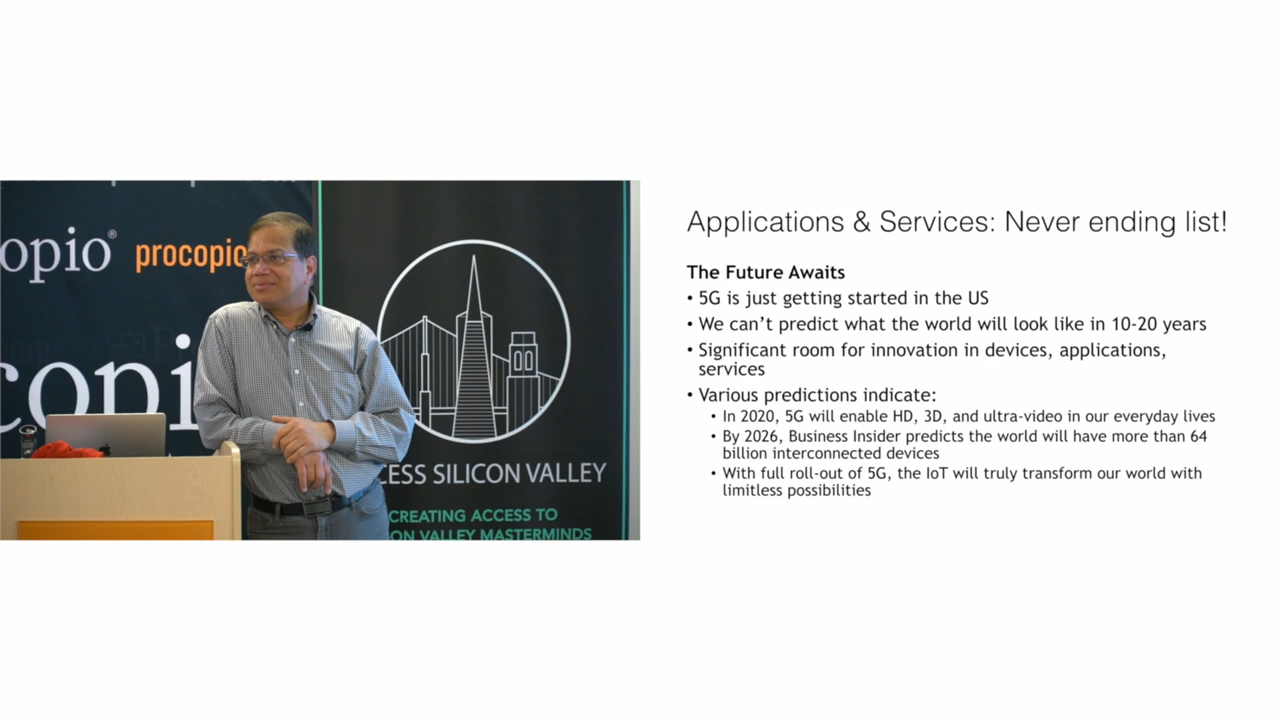 opio®
procopio
copi
CESS SILICON VALLEY
CREATING ACCESS TO
ON VALLEY MASTERMINDS
Applications & Services: Never ending list!
The Future Awaits
• 5G is just getting started in the US
• We can’t predict what the world will look like in 10-20 years
• Significant room for innovation in devices, applications,
services
• Various predictions indicate:
• In 2020, 5G will enable HD, 3D, and ultra-video in our everyday lives
• By 2026, Business Insider predicts the world will have more than 64
billion interconnected devices
• With full roll-out of 5G, the IoT will truly transform our world with
limitless possibilities